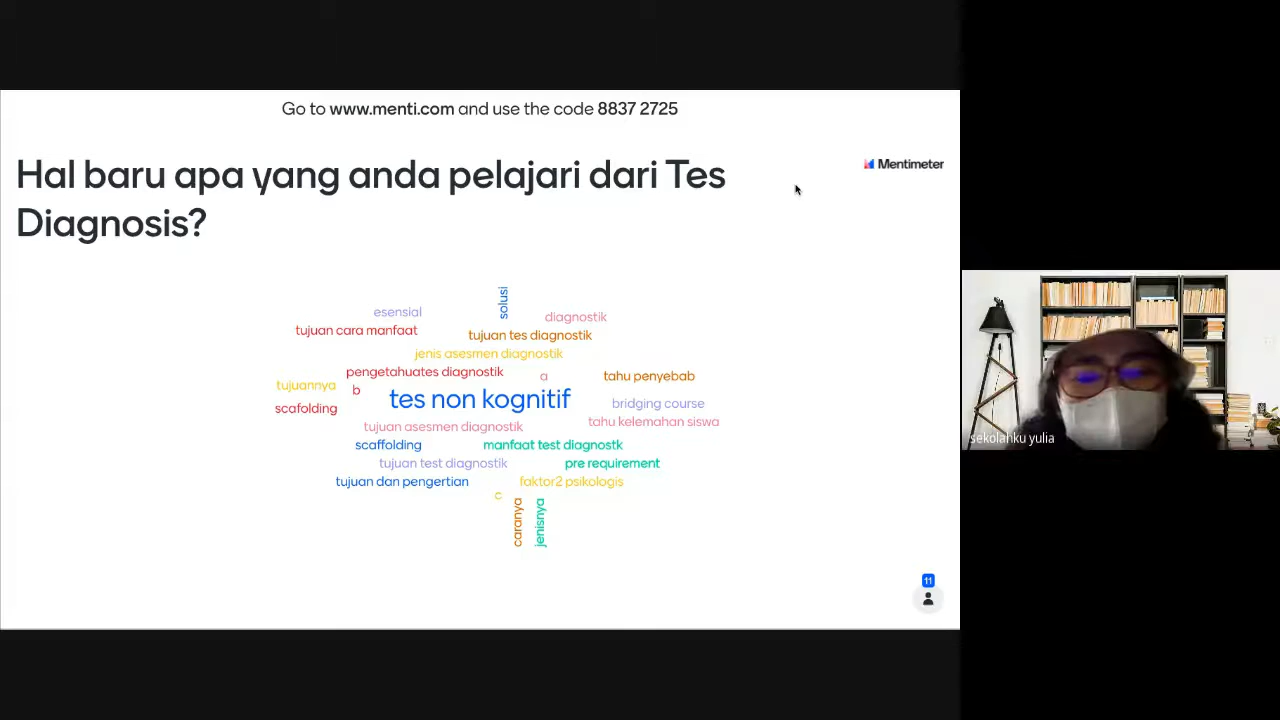 Go to www.menti.com and use the code 8837 2725
Hal baru apa yang anda pelajari dari Tes
Diagnosis?
Mentimeter
solusi
esensial
diagnostik
tujuan cara manfaat
tujuan tes diagnostik
jenis asesmen diagnostik
pengetahuates diagnostik
a
tahu penyebab
tujuannya
b
tes non kognitif
bridging course
scafolding
tahu kelemahan siswa
tujuan asesmen diagnostik
scaffolding
manfaat test diagnostk
tujuan test diagnostik
pre requirement
tujuan dan pengertian
faktor2 psikologis
c
caranya
jenisnya
11
sekolahku yulia